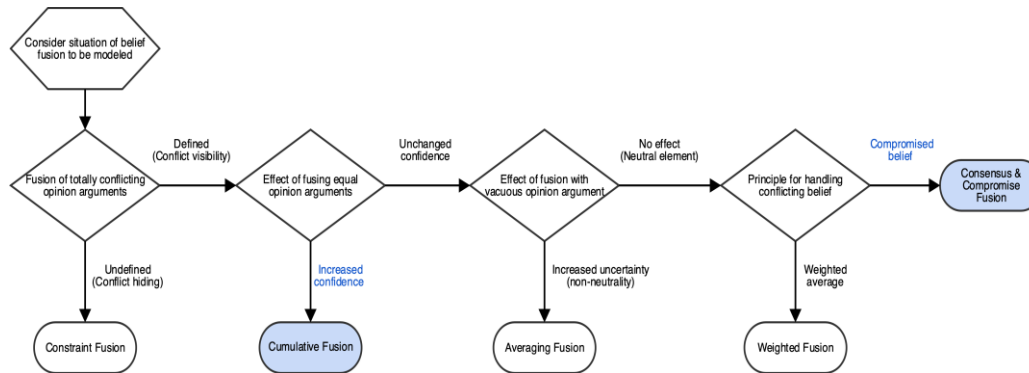 Consider situation of belief
fusion to be modeled
Defined
(Conflict visibility)
Unchanged
confidence
No effect
(Neutral element)
Compromised
belief
Fusion of totally conflicting
opinion arguments
Effect of fusing equal
opinion arguments
Effect of fusion with
vacuous opinion argument
Principle for handling
conflicting belief
Consensus &
Compromise
Fusion
Undefined
(Conflict hiding)
Increased
confidence
Increased uncertainty
(non-neutrality)
Weighted
average
Constraint Fusion
Cumulative Fusion
Averaging Fusion
Weighted Fusion